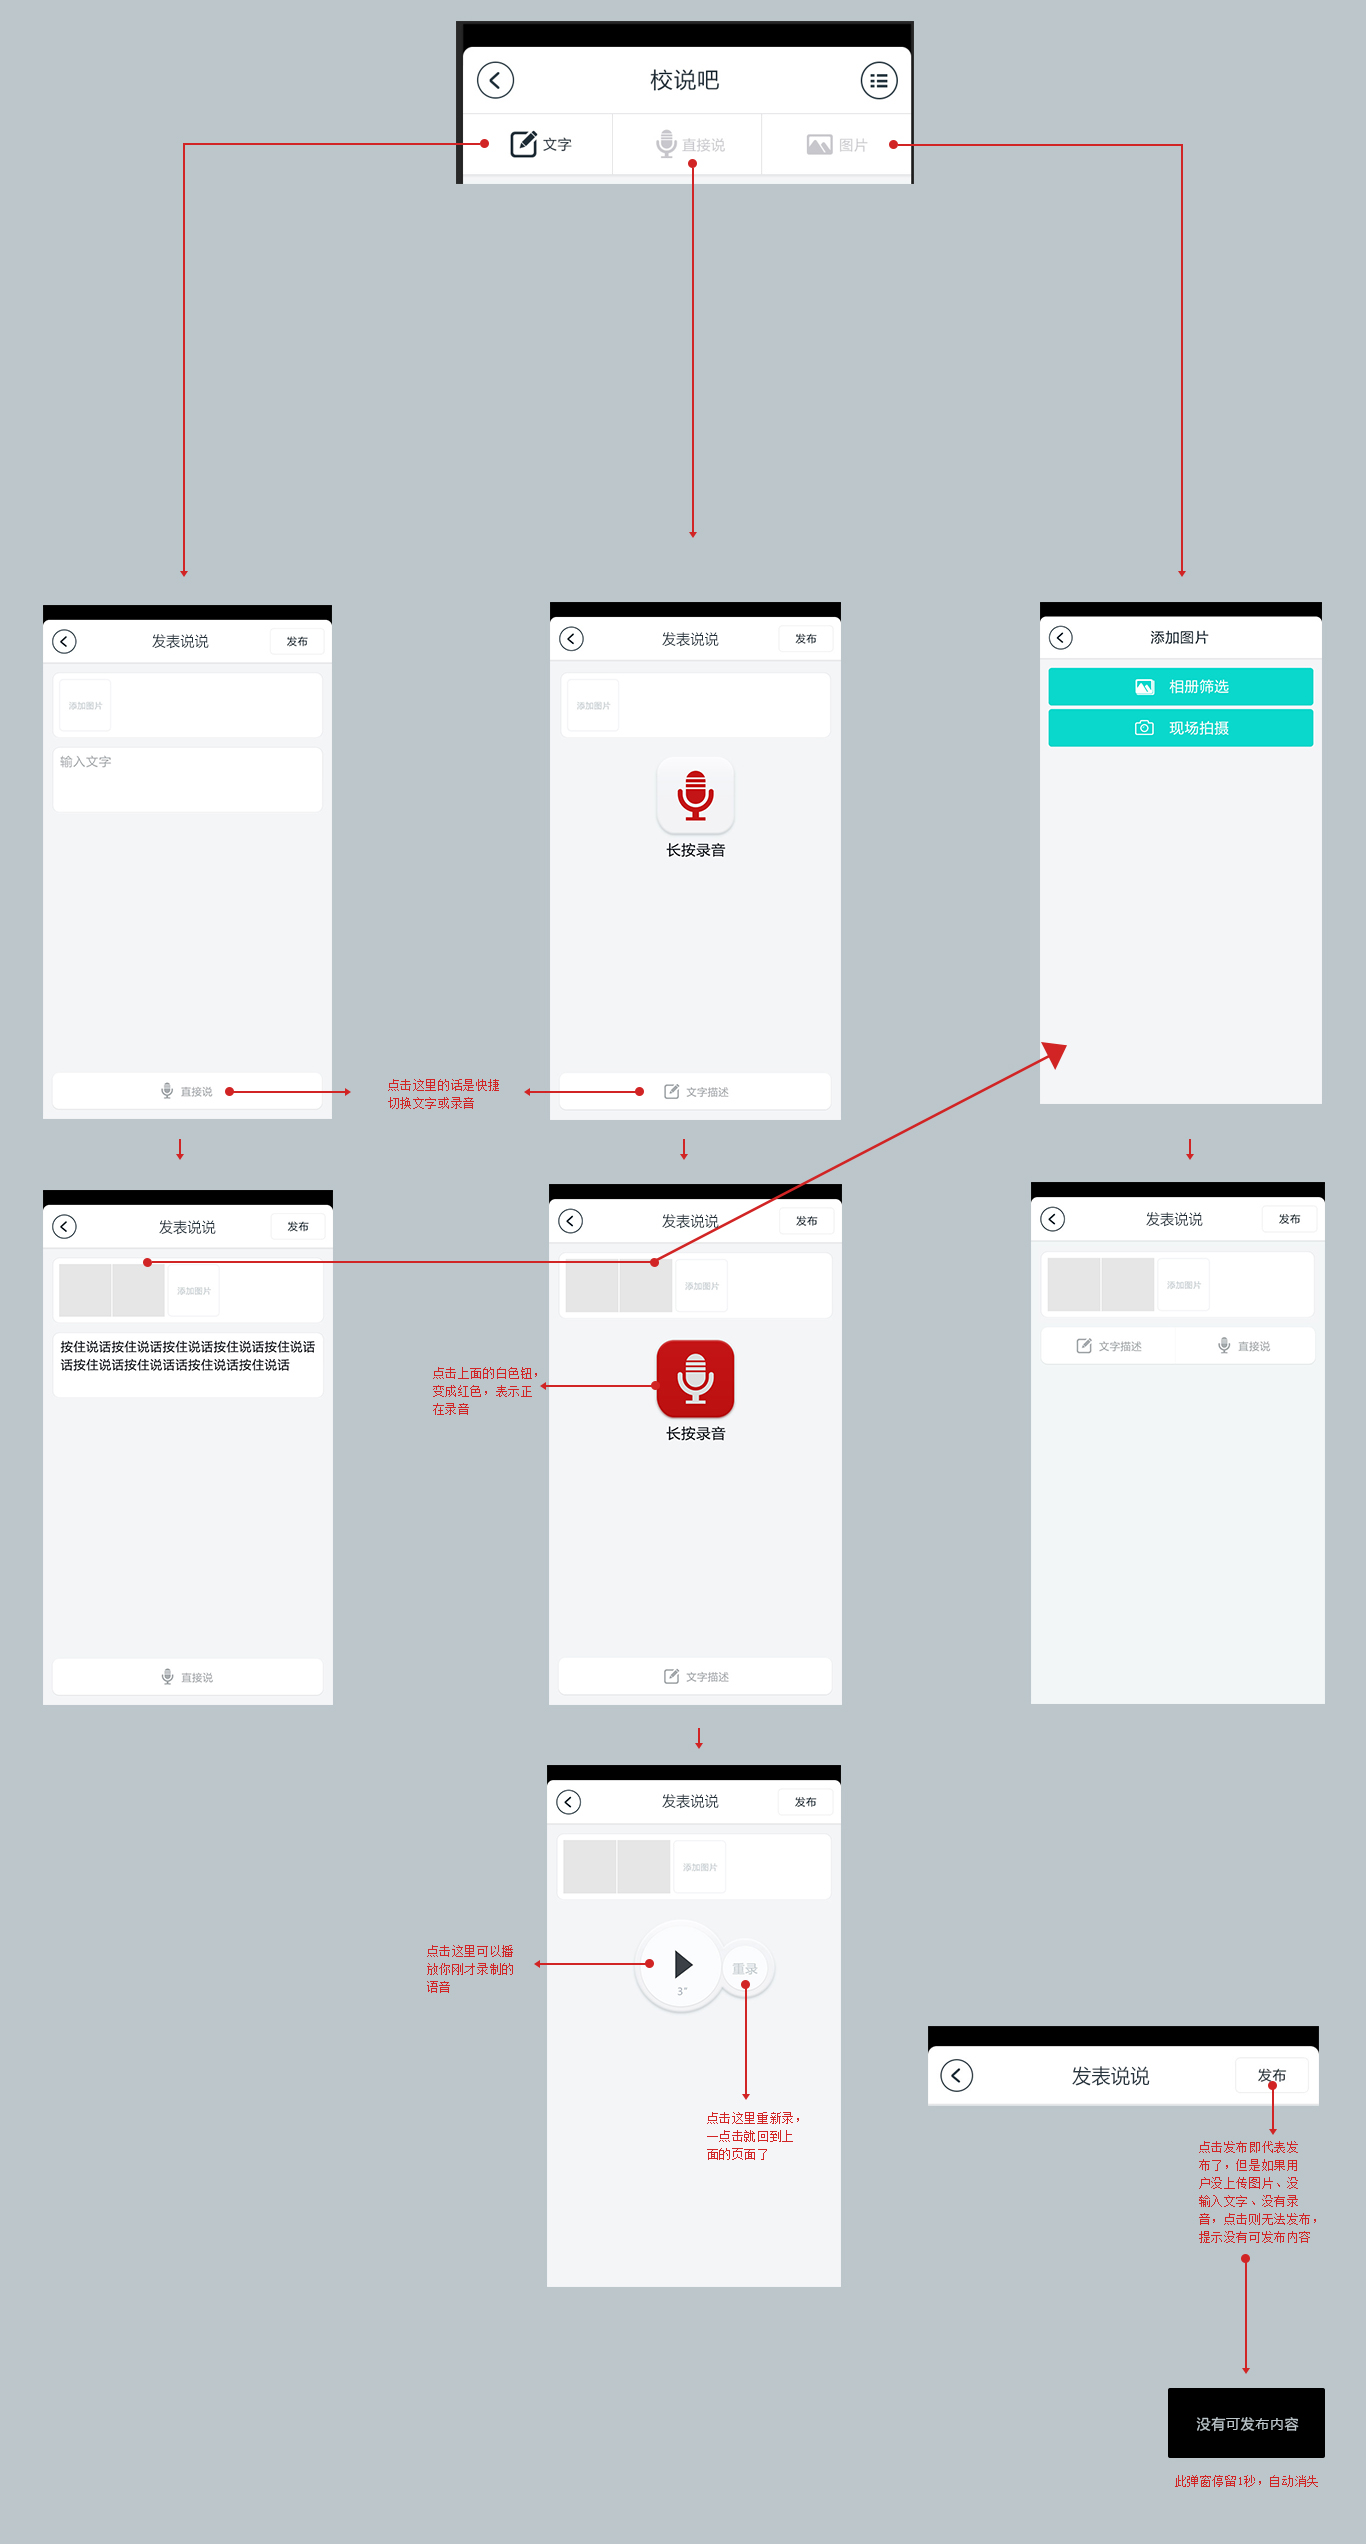 校说吧
文字
直接说
图片
发表说说
发布
添加图片
输入文字
直接说
发表说说
发布
添加图片
长按录音
文字描述
添加图片
相册筛选
现场拍摄
点击这里的话是快捷
切换文字或录音
发表说说
发布
添加图片
按住说话按住说话按住说话按住说话按住说话
话按住说话按住说话话按住说话按住说话
直接说
发表说说
发布
添加图片
点击上面的白色钮，
变成红色，表示正
在录音
长按录音
文字描述
发表说说
发布
添加图片
文字描述
直接说
发表说说
发布
添加图片
点击这里可以播
放你刚才录制的
语音
3"
重录
点击这里重新录，
一点击就回到上
面的页面了
发表说说
发布
点击发布即代表发
布了，但是如果用
户没上传图片、没
输入文字、没有录
音，点击则无法发布，
提示没有可发布内容
没有可发布内容
此弹窗停留1秒，自动消失